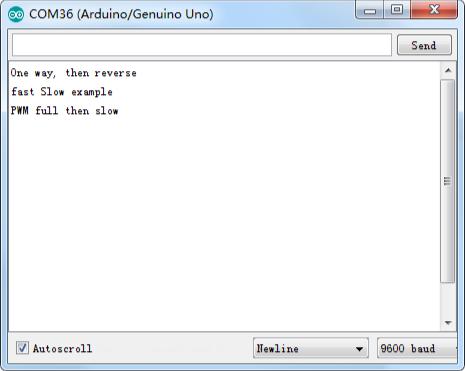 COM36 (Arduino/Genuino Uno)
Send
One way, then reverse
fast Slow example
PWM full then slow
Autoscroll
Newline
9600 baud